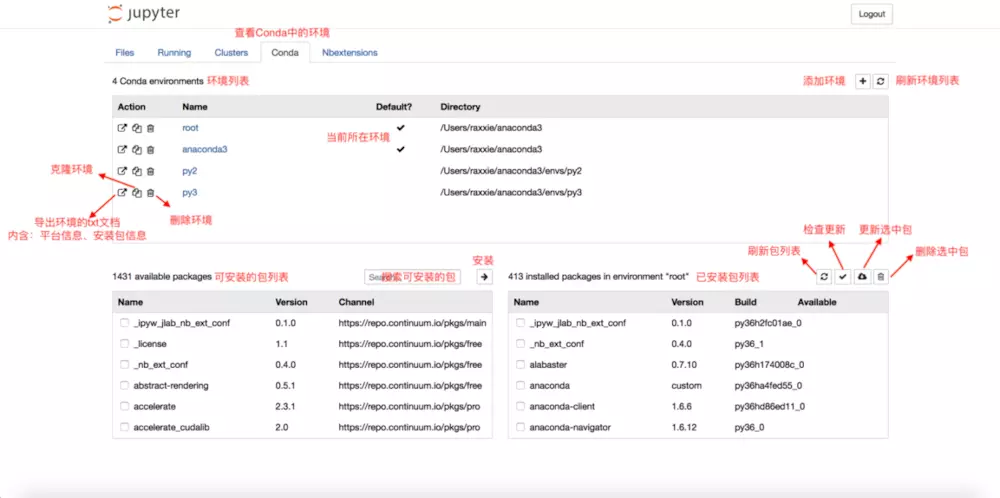 jupyter
Logout
查看Conda中的环境
Files Running Clusters Conda Nbextensions
4 Conda environments 环境列表 添加环境 刷新环境列表
Action Name Default? Directory
root /Users/raxxie/anaconda3
当前所在环境
anaconda3 /Users/raxxie/anaconda3
克隆环境
py2 /Users/raxxie/anaconda3/envs/py2
py3 /Users/raxxie/anaconda3/envs/py3
导出环境的txt文档 删除环境
内含：平台信息、安装包信息
检查更新 更新选中包
刷新包列表 删除选中包
安装
1431 available packages 可安装的包列表 搜索可安装的包
413 installed packages in environment "root" 已安装包列表
Name Version Channel
_ipyw_jlab_nb_ext_conf 0.1.0 https://repo.continuum.io/pkgs/main
_license 1.1 https://repo.continuum.io/pkgs/free
_nb_ext_conf 0.4.0 https://repo.continuum.io/pkgs/free
abstract-rendering 0.5.1 https://repo.continuum.io/pkgs/free
accelerate 2.3.1 https://repo.continuum.io/pkgs/pro
accelerate_cudalib 2.0 https://repo.continuum.io/pkgs/pro
Name Version Build Available
_ipyw_jlab_nb_ext_conf 0.1.0 py36h2fc01ae_0
_nb_ext_conf 0.4.0 py36_1
alabaster 0.7.10 py36h174008c_0
anaconda custom py36ha4fed55_0
anaconda-client 1.6.6 py36hd86ed11_0
anaconda-navigator 1.6.12 py36_0